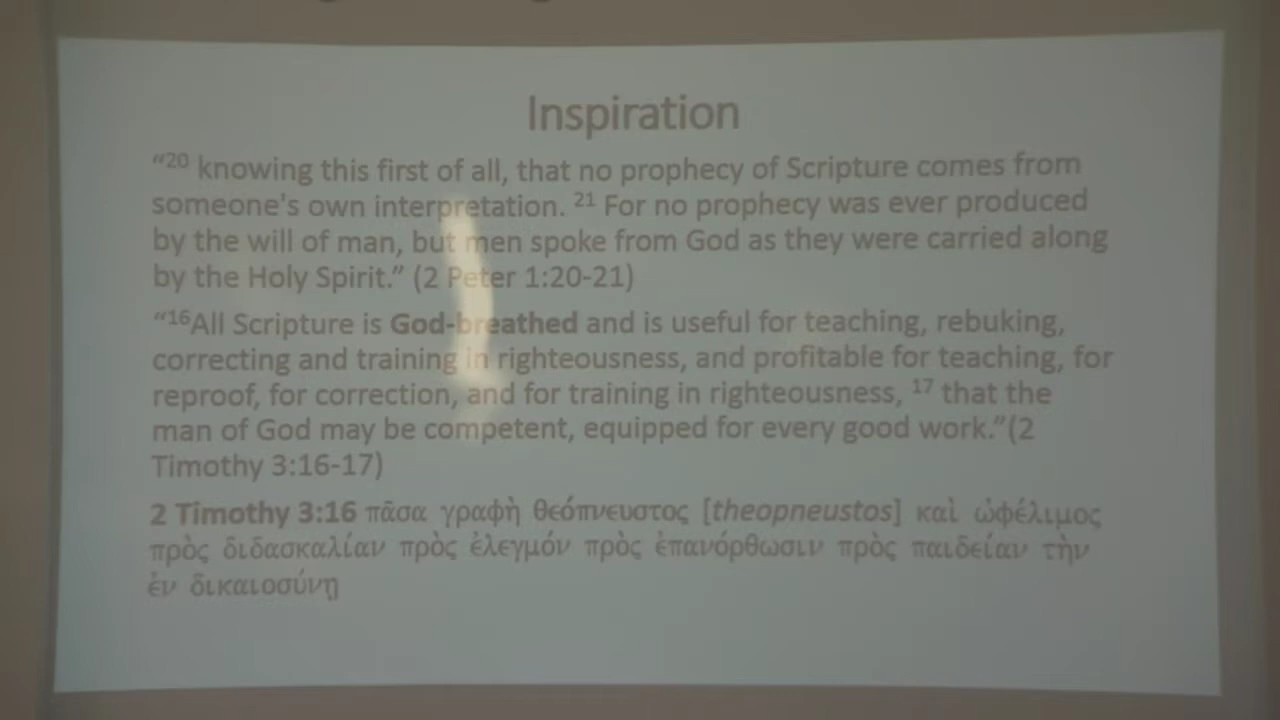 Inspiration
“20 knowing this first of all, that no prophecy of Scripture comes from
someone's own interpretation. 21 For no prophecy was ever produced
by the will of man, but men spoke from God as they were carried along
by the Holy Spirit.” (2 Peter 1:20-21)
“16All Scripture is God-breathed and is useful for teaching, rebuking,
correcting and training in righteousness, and profitable for teaching, for
reproof, for correction, and for training in righteousness, 17 that the
man of God may be competent, equipped for every good work.”(2
Timothy 3:16-17)
2 Timothy 3:16 πᾶσα γραφὴ θεόπνευστος [theopneustos] καὶ ὠφέλιμος
πρὸς διδασκαλίαν πρὸς ἐλεγμόν πρὸς ἐπανόρθωσιν πρὸς παιδείαν τὴν
ἐν δικαιοσύνῃ